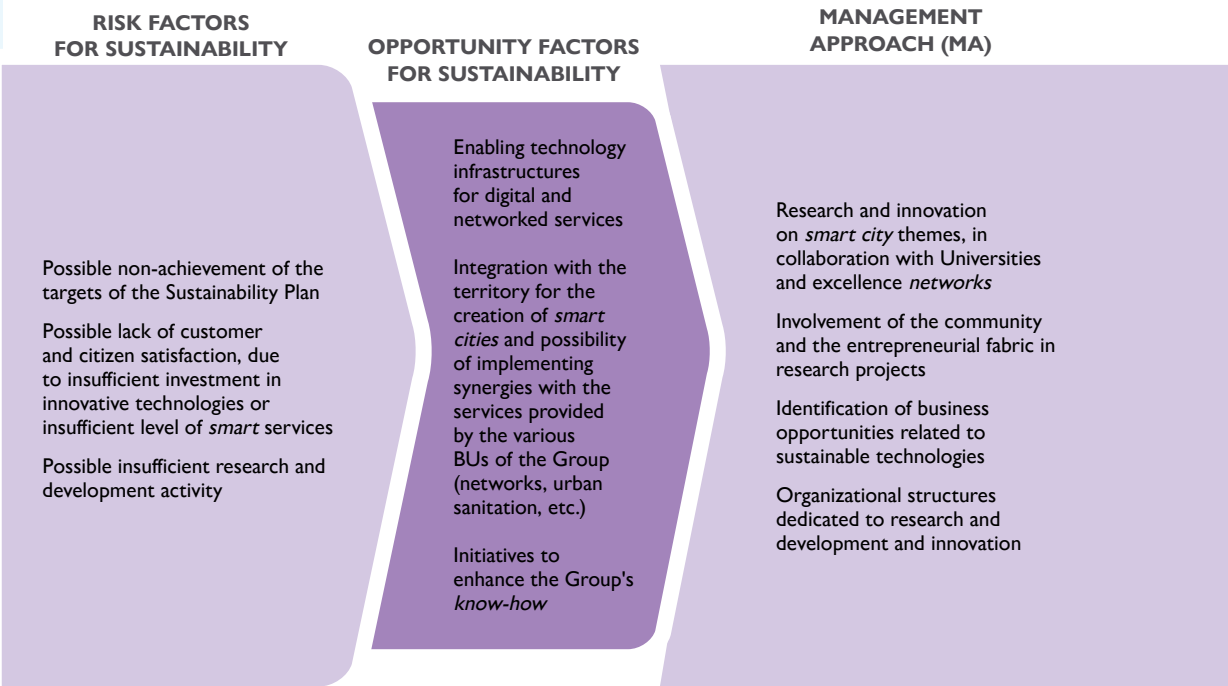 RISK FACTORS
FOR SUSTAINABILITY
Possible non-achievement of the
targets of the Sustainability Plan
Possible lack of customer
and citizen satisfaction, due
to insufficient investment in
innovative technologies or
insufficient level of smart services
Possible insufficient research and
development activity
OPPORTUNITY FACTORS
FOR SUSTAINABILITY
Enabling technology
infrastructures
for digital and
networked services
Integration with the
territory for the
creation of smart
cities and possibility
of implementing
synergies with the
services provided
by the various
BUs of the Group
(networks, urban
sanitation, etc.)
Initiatives to
enhance the Group's
know-how
MANAGEMENT
APPROACH (MA)
Research and innovation
on smart city themes, in
collaboration with Universities
and excellence networks
Involvement of the community
and the entrepreneurial fabric in
research projects
Identification of business
opportunities related to
sustainable technologies
Organizational structures
dedicated to research and
development and innovation